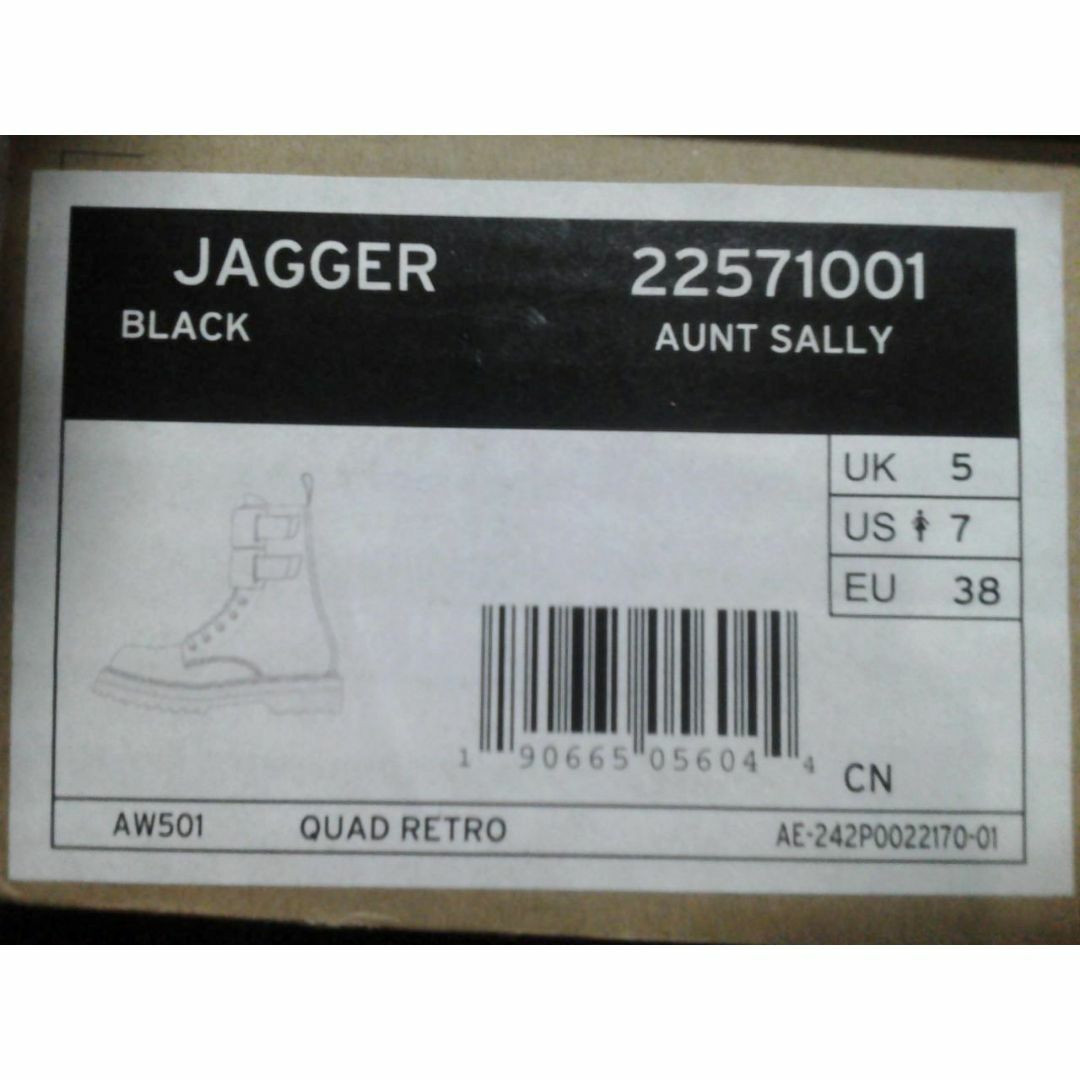 JAGGER 22571001
BLACK AUNT SALLY
UK 5
US 7
EU 38
1 90665 05604 4 CN
AW501 QUAD RETRO AE-242P0022170-01